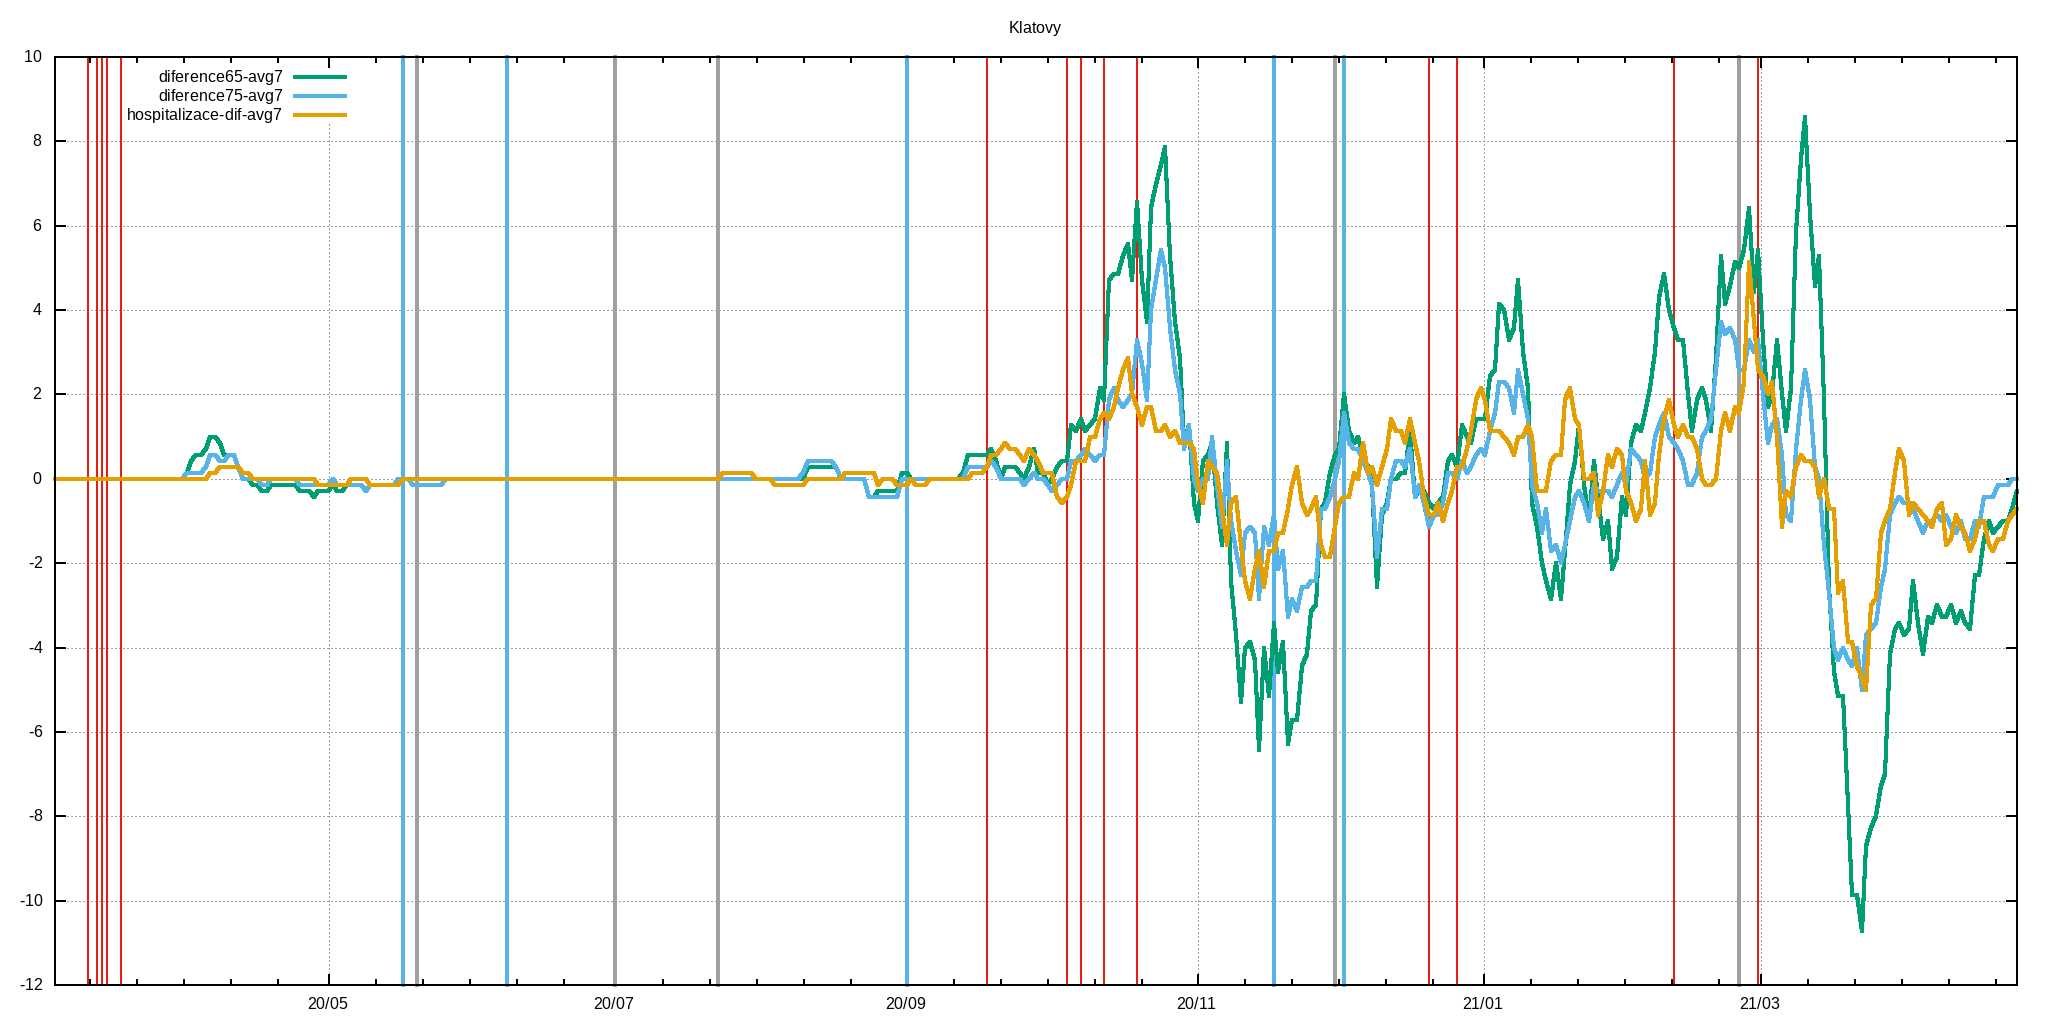 Klatovy
diference65-avg7
diference75-avg7
hospitalizace-dif-avg7
10
8
6
4
2
0
-2
-4
-6
-8
-10
-12
20/05 20/07 20/09 20/11 21/01 21/03